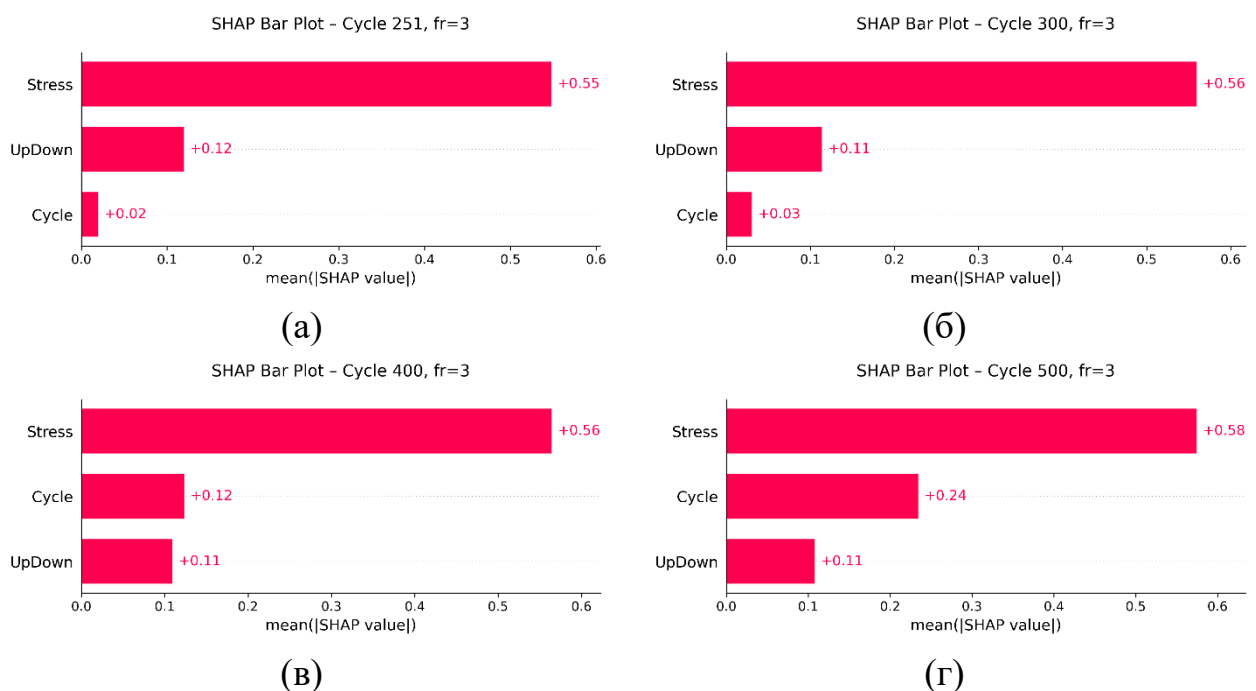 SHAP Bar Plot – Cycle 251, fr=3
Stress
+0.55
UpDown
+0.12
Cycle
+0.02
0.0 0.1 0.2 0.3 0.4 0.5 0.6
mean(|SHAP value|)
(а)
SHAP Bar Plot – Cycle 300, fr=3
Stress
+0.56
UpDown
+0.11
Cycle
+0.03
0.0 0.1 0.2 0.3 0.4 0.5 0.6
mean(|SHAP value|)
(б)
SHAP Bar Plot – Cycle 400, fr=3
Stress
+0.56
Cycle
+0.12
UpDown
+0.11
0.0 0.1 0.2 0.3 0.4 0.5 0.6
mean(|SHAP value|)
(в)
SHAP Bar Plot – Cycle 500, fr=3
Stress
+0.58
Cycle
+0.24
UpDown
+0.11
0.0 0.1 0.2 0.3 0.4 0.5 0.6
mean(|SHAP value|)
(г)